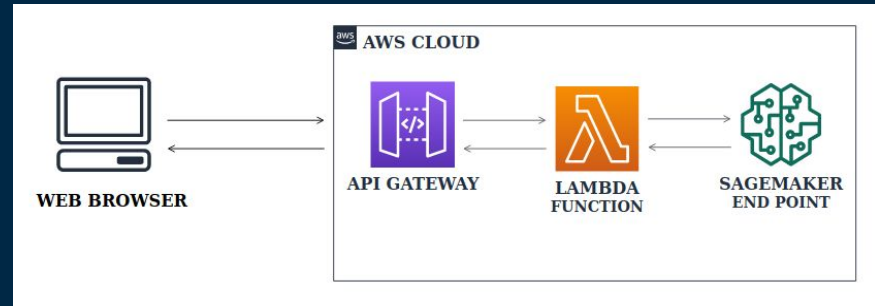 aws
AWS CLOUD
</>
API GATEWAY
LAMBDA
FUNCTION
SAGEMAKER
END POINT
WEB BROWSER